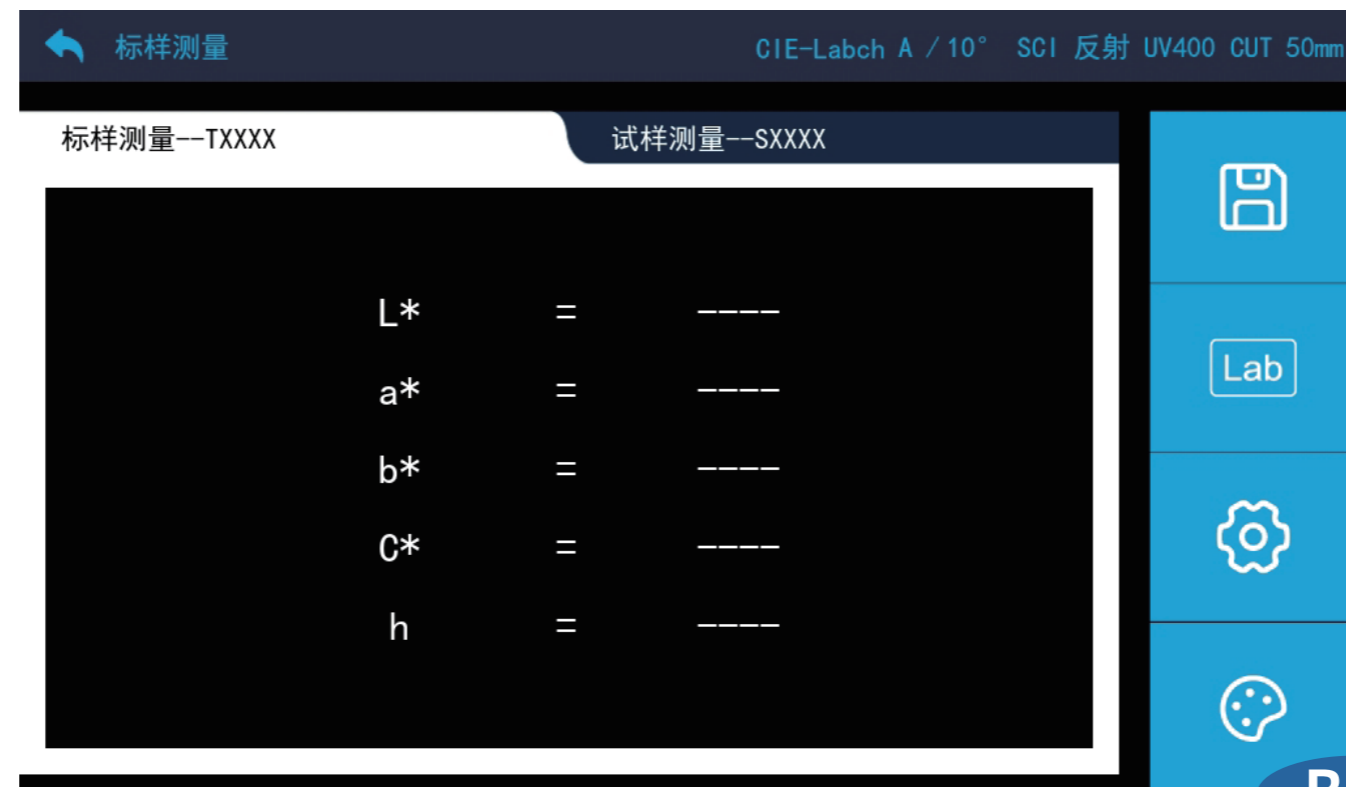 标样测量 CIE-Labch A / 10° SCI 反射 UV400 CUT 50mm
标样测量--TXXXX 试样测量--SXXXX
L* = ----
a* = ----
b* = ----
C* = ----
h = ----
Lab